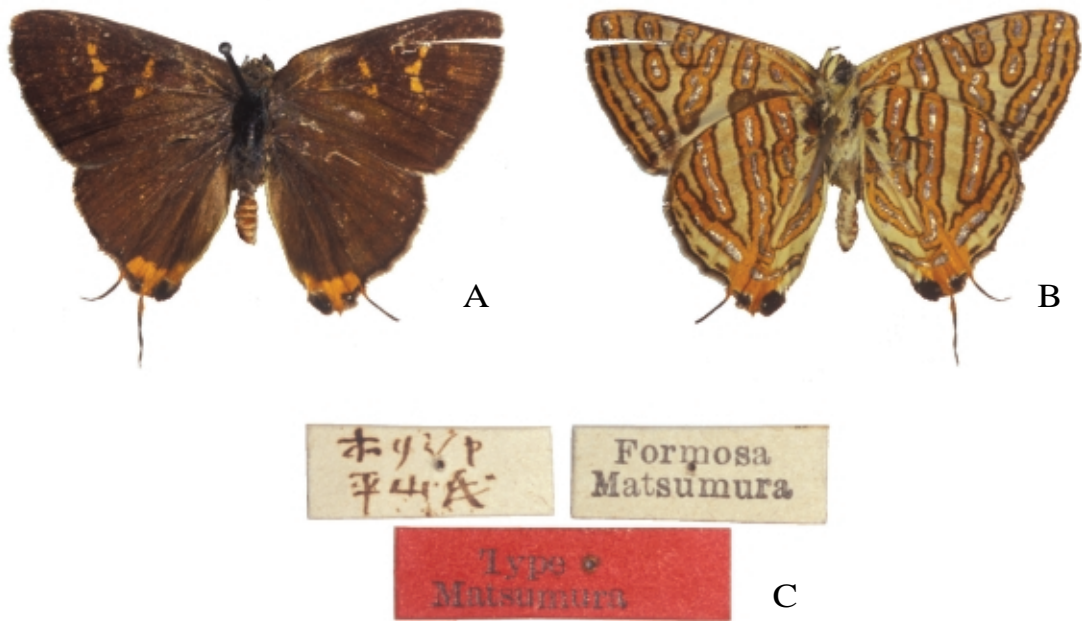 A
B
ホリシヤ
平山氏
Formosa
Matsumura
Type
Matsumura
C